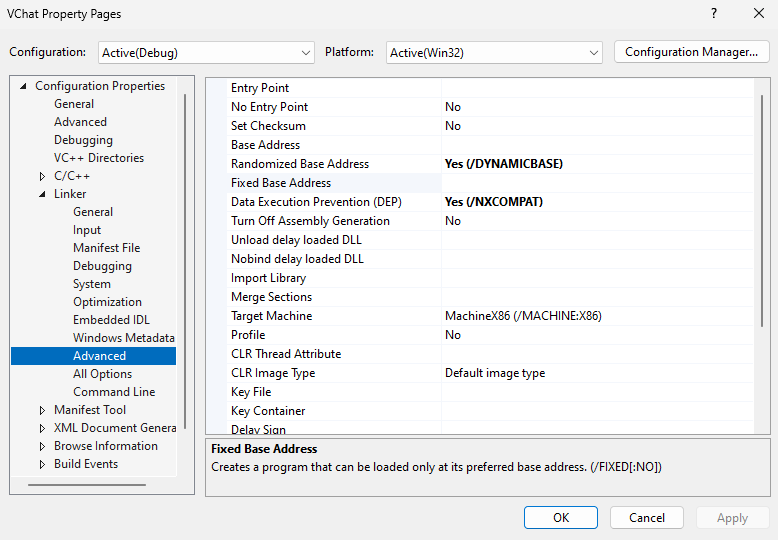 VChat Property Pages
? 
Configuration: Active(Debug) Platform: Active(Win32) Configuration Manager...
Configuration Properties
General
Advanced
Debugging
VC++ Directories
C/C++
Linker
General
Input
Manifest File
Debugging
System
Optimization
Embedded IDL
Windows Metadata
Advanced
All Options
Command Line
Manifest Tool
XML Document Genera
Browse Information
Build Events
Entry Point
No Entry Point No
Set Checksum No
Base Address
Randomized Base Address Yes (/DYNAMICBASE)
Fixed Base Address
Data Execution Prevention (DEP) Yes (/NXCOMPAT)
Turn Off Assembly Generation No
Unload delay loaded DLL
Nobind delay loaded DLL
Import Library
Merge Sections
Target Machine MachineX86 (/MACHINE:X86)
Profile No
CLR Thread Attribute
CLR Image Type Default image type
Key File
Key Container
Delay Sign
Fixed Base Address
Creates a program that can be loaded only at its preferred base address. (/FIXED[:NO])
OK Cancel Apply